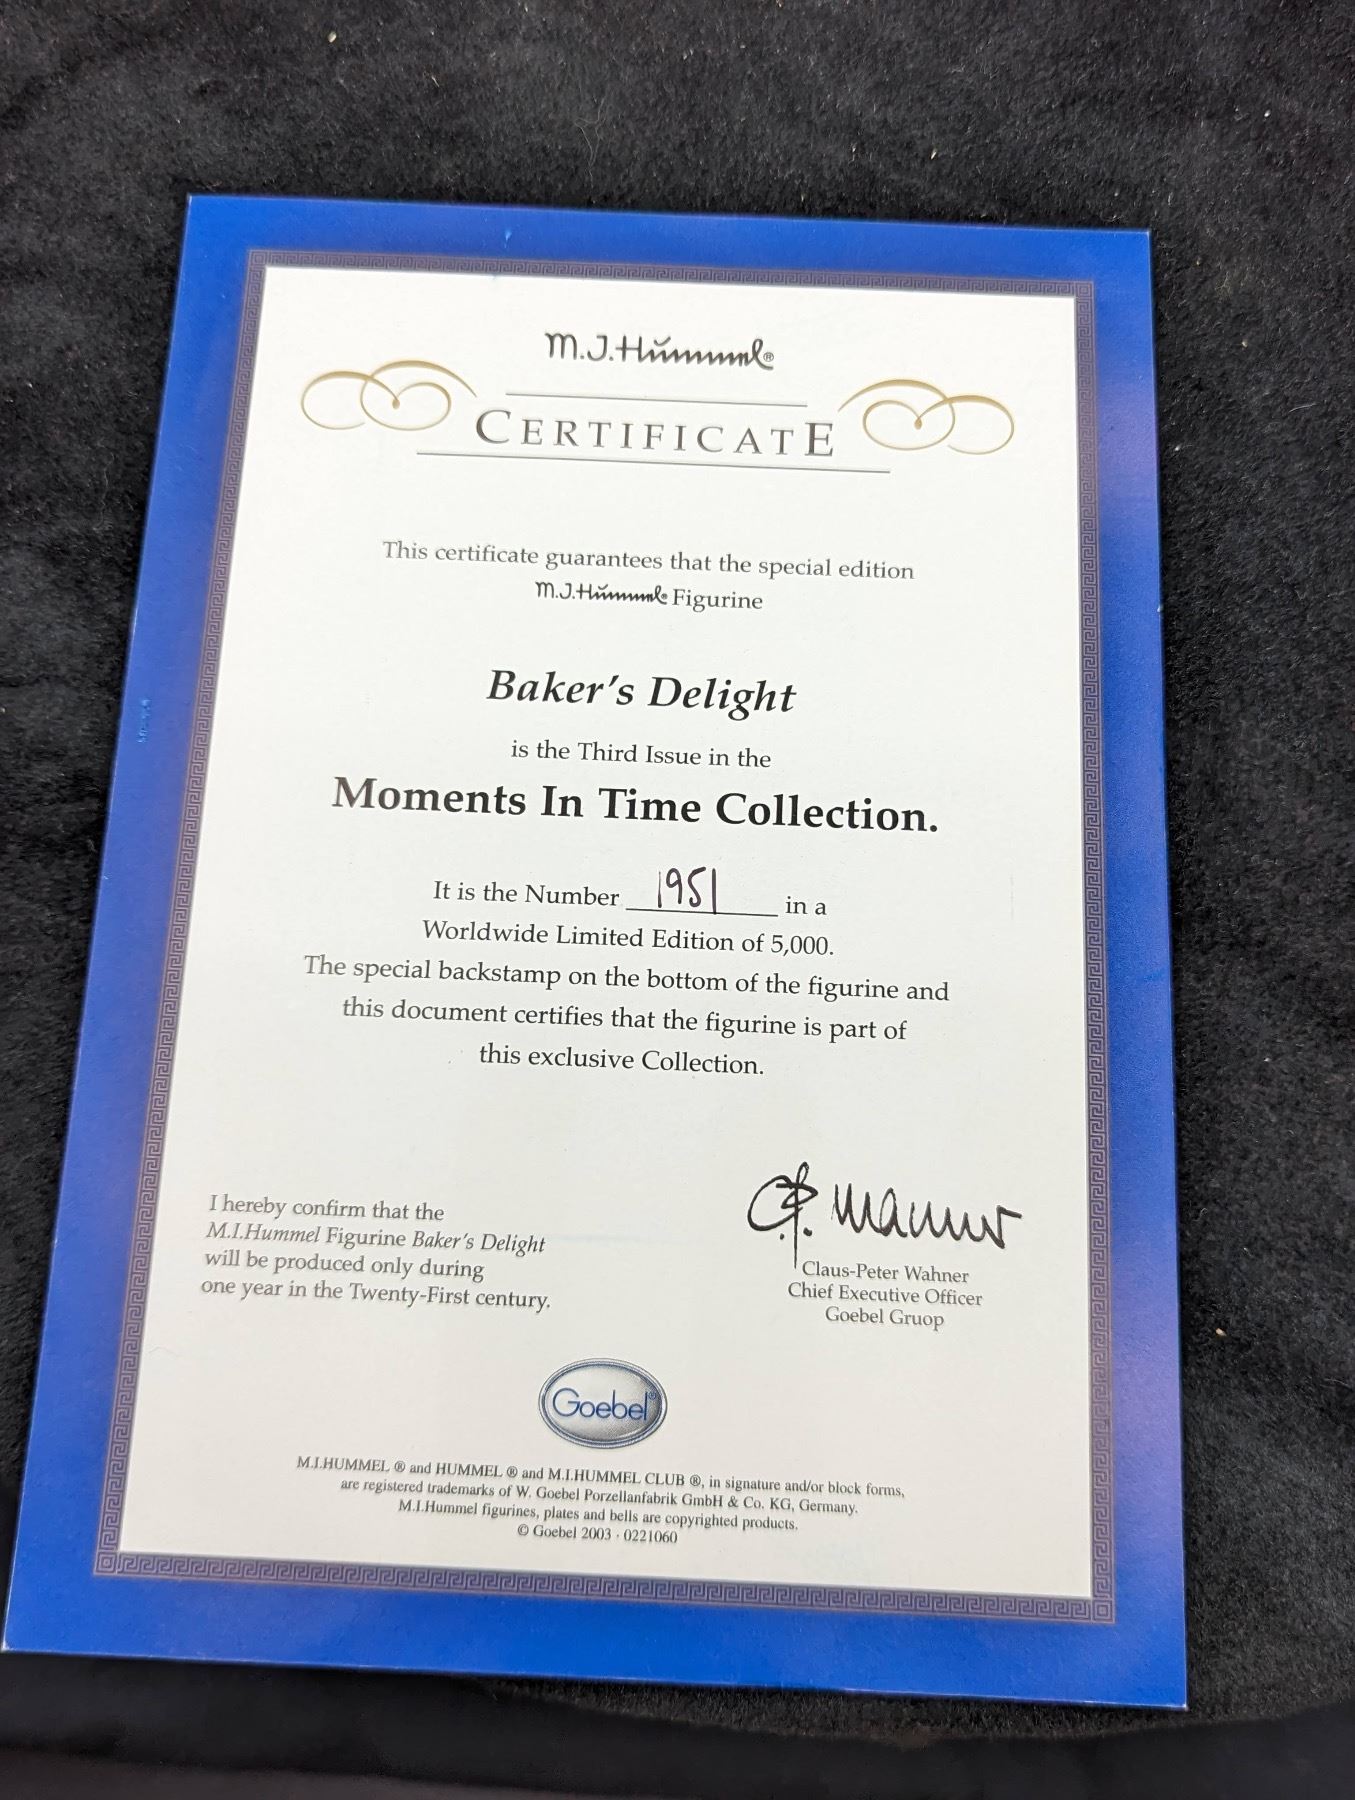 M.J.Hummel®
CERTIFICATE
This certificate guarantees that the special edition
M.J.Hummel® Figurine
Baker's Delight
is the Third Issue in the
Moments In Time Collection.
It is the Number 1951 in a
Worldwide Limited Edition of 5,000.
The special backstamp on the bottom of the figurine and
this document certifies that the figurine is part of
this exclusive Collection.
I hereby confirm that the
M.I.Hummel Figurine Baker's Delight
will be produced only during
one year in the Twenty-First century.
C.P. Wahner
Claus-Peter Wahner
Chief Executive Officer
Goebel Gruop
Goebel®
M.I.HUMMEL ® and HUMMEL ® and M.I.HUMMEL CLUB ®, in signature and/or block forms,
are registered trademarks of W. Goebel Porzellanfabrik GmbH & Co. KG, Germany.
M.I.Hummel figurines, plates and bells are copyrighted products.
© Goebel 2003 · 0221060